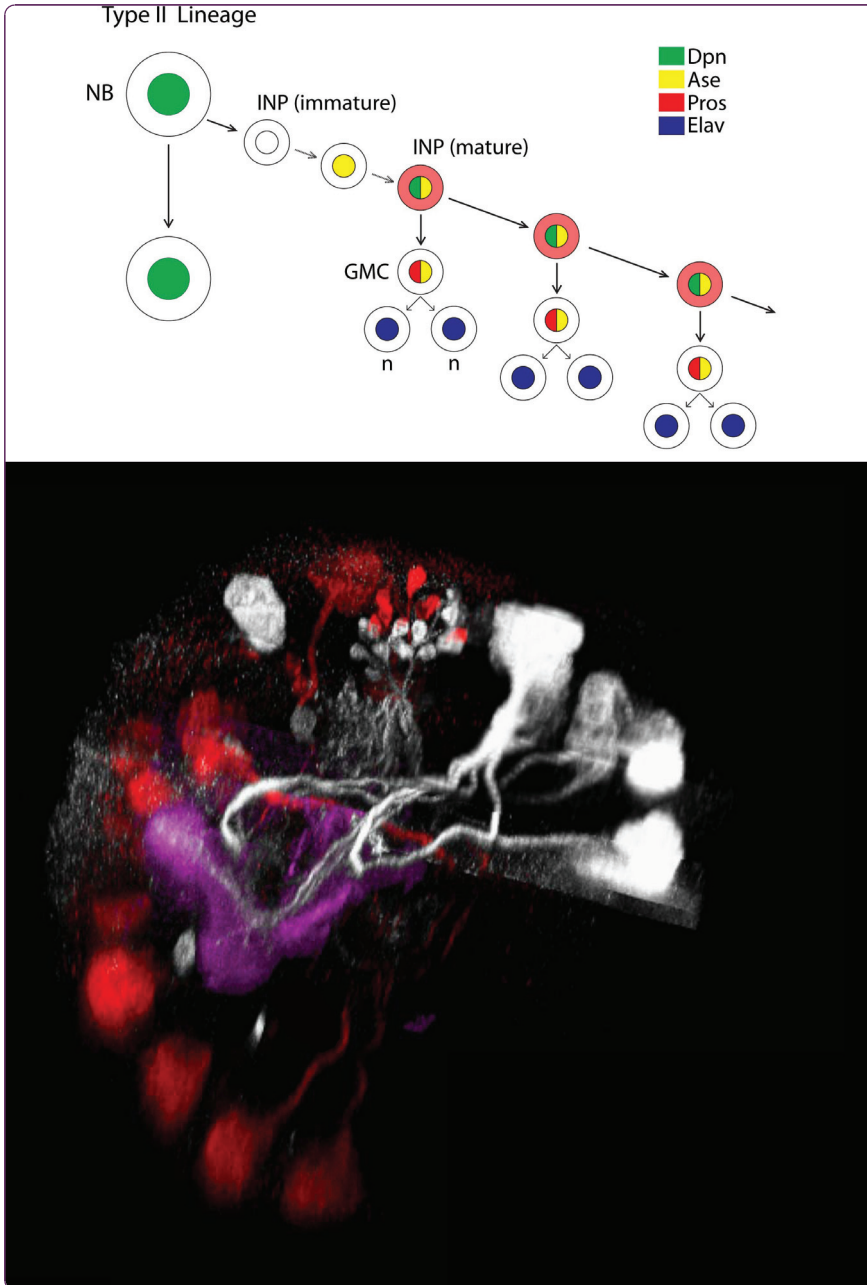 Type II Lineage
NB
INP (immature)
INP (mature)
GMC
n
n
Dpn
Ase
Pros
Elav